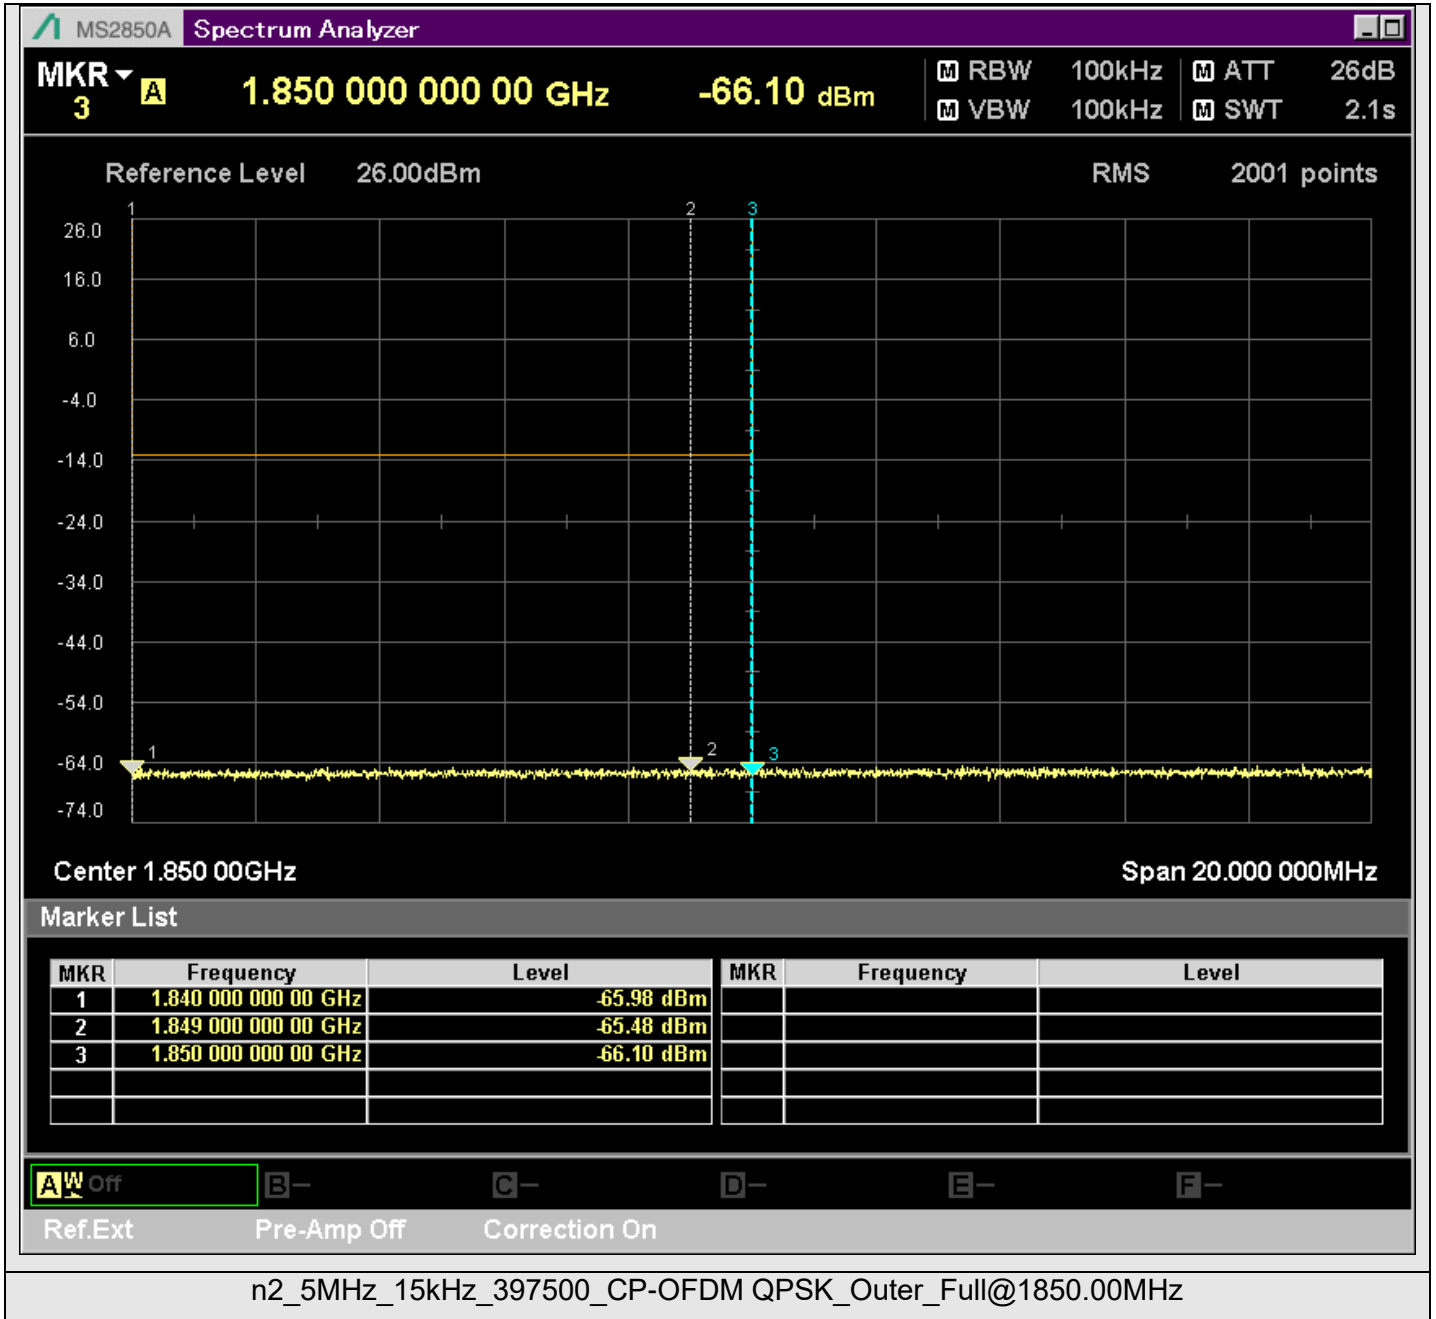 MS2850A Spectrum Analyzer
MKR A 1.850 000 000 00 GHz -66.10 dBm M RBW 100kHz M ATT 26dB
3 M VBW 100kHz M SWT 2.1s
Reference Level 26.00dBm RMS 2001 points
1 2 3
26.0
16.0
6.0
-4.0
-14.0
-24.0
-34.0
-44.0
-54.0
1 2 3
-64.0
-74.0
Center 1.850 00GHz Span 20.000 000MHz
Marker List
MKR Frequency Level MKR Frequency Level
1 1.840 000 000 00 GHz -65.98 dBm
2 1.849 000 000 00 GHz -65.48 dBm
3 1.850 000 000 00 GHz -66.10 dBm
A W Off B – C – D – E – F –
Ref.Ext Pre-Amp Off Correction On
n2_5MHz_15kHz_397500_CP-OFDM QPSK_Outer_Full@1850.00MHz